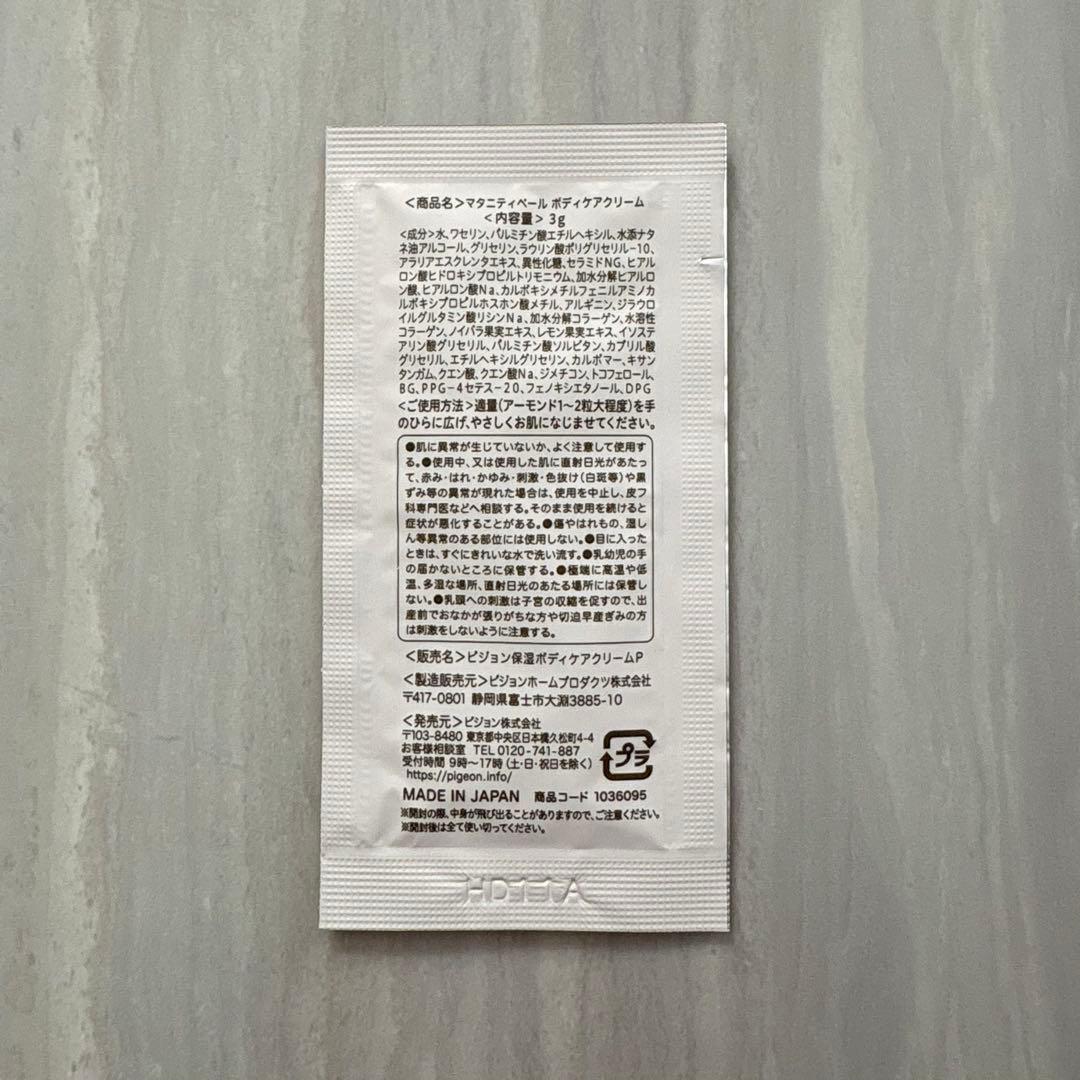 ＜商品名＞マタニティベール ボディケアクリーム
＜内容量＞3g
＜成分＞水、ワセリン、パルミチン酸エチルヘキシル、水添ナタ
ネ油アルコール、グリセリン、ラウリン酸ポリグリセリル-10、
アラリアエスクレンタエキス、異性化糖、セラミドNG、ヒアル
ロン酸ヒドロキシプロピルトリモニウム、加水分解ヒアルロン
酸、ヒアルロン酸Na、カルボキシメチルフェニルアミノカ
ルボキシプロピルホスホン酸メチル、アルギニン、ジラウロ
イルグルタミン酸リシンNa、加水分解コラーゲン、水溶性
コラーゲン、ノイバラ果実エキス、レモン果実エキス、イソステ
アリン酸グリセリル、パルミチン酸ソルビタン、カプリル酸
グリセリル、エチルヘキシルグリセリン、カルボマー、キサン
タンガム、クエン酸、クエン酸Na、ジメチコン、トコフェロール、
BG、PPG-4セテス-20、フェノキシエタノール、DPG
＜ご使用方法＞適量（アーモンド1〜2粒大程度）を手
のひらに広げ、やさしくお肌になじませてください。
●肌に異常が生じていないか、よく注意して使用す
る。●使用中、又は使用した肌に直射日光があたっ
て、赤み・はれ・かゆみ・刺激・色抜け（白斑等）や黒
ずみ等の異常が現れた場合は、使用を中止し、皮フ
科専門医などへ相談する。そのまま使用を続けると
症状が悪化することがある。●傷やはれもの、湿し
ん等異常のある部位には使用しない。●目に入った
ときは、すぐにきれいな水で洗い流す。●乳幼児の手
の届かないところに保管する。●極端に高温や低
温、多湿な場所、直射日光のあたる場所には保管し
ない。●乳頭への刺激は子宮の収縮を促すので、出
産前でおなかが張りがちな方や切迫早産ぎみの方
は刺激をしないように注意する。
＜販売名＞ピジョン保湿ボディケアクリームP
＜製造販売元＞ピジョンホームプロダクツ株式会社
〒417-0801 静岡県富士市大淵3885-10
＜発売元＞ピジョン株式会社
〒103-8480 東京都中央区日本橋久松町4-4
お客様相談室 TEL 0120-741-887
受付時間 9時〜17時（土・日・祝日を除く）
https://pigeon.info/
プラ
MADE IN JAPAN 商品コード 1036095
※開封の際、中身が飛び出ることがありますので、ご注意ください。
※開封後は全て使い切ってください。